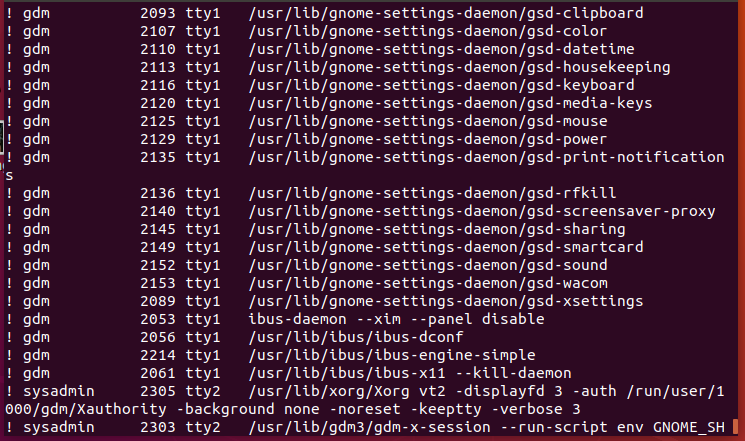 ! gdm 2093 tty1 /usr/lib/gnome-settings-daemon/gsd-clipboard
! gdm 2107 tty1 /usr/lib/gnome-settings-daemon/gsd-color
! gdm 2110 tty1 /usr/lib/gnome-settings-daemon/gsd-datetime
! gdm 2113 tty1 /usr/lib/gnome-settings-daemon/gsd-housekeeping
! gdm 2116 tty1 /usr/lib/gnome-settings-daemon/gsd-keyboard
! gdm 2120 tty1 /usr/lib/gnome-settings-daemon/gsd-media-keys
! gdm 2125 tty1 /usr/lib/gnome-settings-daemon/gsd-mouse
! gdm 2129 tty1 /usr/lib/gnome-settings-daemon/gsd-power
! gdm 2135 tty1 /usr/lib/gnome-settings-daemon/gsd-print-notification
s
! gdm 2136 tty1 /usr/lib/gnome-settings-daemon/gsd-rfkill
! gdm 2140 tty1 /usr/lib/gnome-settings-daemon/gsd-screensaver-proxy
! gdm 2145 tty1 /usr/lib/gnome-settings-daemon/gsd-sharing
! gdm 2149 tty1 /usr/lib/gnome-settings-daemon/gsd-smartcard
! gdm 2152 tty1 /usr/lib/gnome-settings-daemon/gsd-sound
! gdm 2153 tty1 /usr/lib/gnome-settings-daemon/gsd-wacom
! gdm 2089 tty1 /usr/lib/gnome-settings-daemon/gsd-xsettings
! gdm 2053 tty1 ibus-daemon --xim --panel disable
! gdm 2056 tty1 /usr/lib/ibus/ibus-dconf
! gdm 2214 tty1 /usr/lib/ibus/ibus-engine-simple
! gdm 2061 tty1 /usr/lib/ibus/ibus-x11 --kill-daemon
! sysadmin 2305 tty2 /usr/lib/xorg/Xorg vt2 -displayfd 3 -auth /run/user/1
000/gdm/Xauthority -background none -noreset -keeptty -verbose 3
! sysadmin 2303 tty2 /usr/lib/gdm3/gdm-x-session --run-script env GNOME_SH